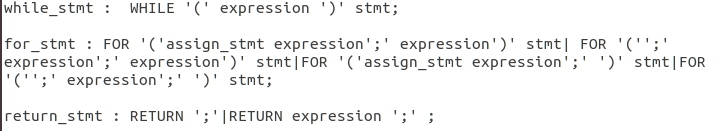 while_stmt :  WHILE '(' expression ')' stmt;
for_stmt : FOR '('assign_stmt expression';' expression')' stmt| FOR '('';'
expression';' expression')' stmt|FOR '('assign_stmt expression';' ')' stmt|FOR
'('';' expression';' ')' stmt;
return_stmt : RETURN ';'|RETURN expression ';' ;